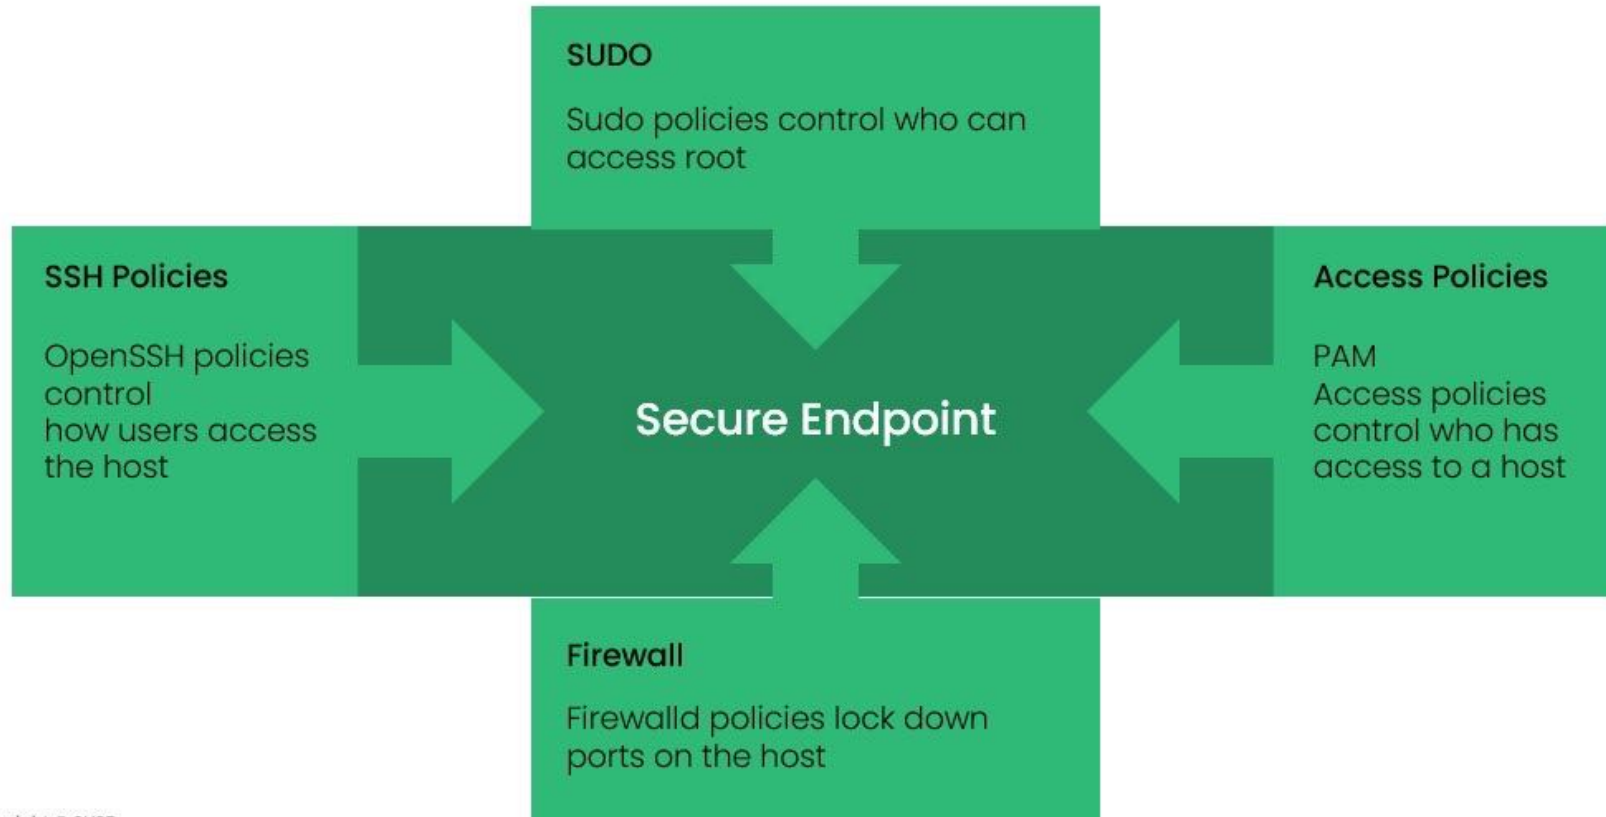 SUDO
Sudo policies control who can
access root
SSH Policies
OpenSSH policies
control
how users access
the host
Secure Endpoint
Access Policies
PAM
Access policies
control who has
access to a host
Firewall
Firewalld policies lock down
ports on the host